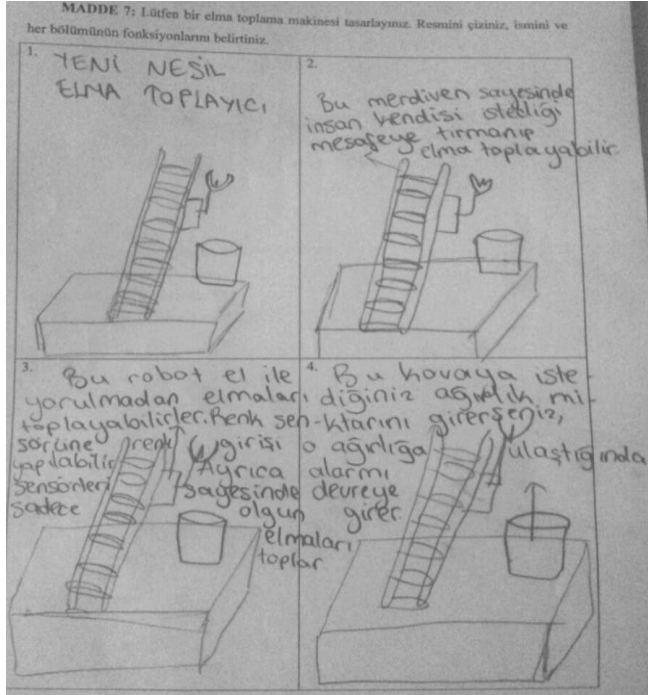 MADDE 7: Lütfen bir elma toplama makinesi tasarlayınız. Resmini çiziniz, ismini ve
her bölümünün fonksiyonlarını belirtiniz.
1.
YENİ NESİL
ELMA TOPLAYICI
2.
Bu merdiven sayesinde
insan kendisi istediği
mesafeye tırmanıp
elma toplayabilir.
3.
Bu robot el ile
yorulmadan elmaları
toplayabilirler. Renk sen-
sörüne renk girişi
yapılabilir. Ayrıca
sensörleri sayesinde
sadece olgun
elmaları
toplar
4.
Bu kovaya iste-
diğiniz ağırlık mi-
ktarını girerseniz,
o ağırlığa ulaştığında
alarmı
devreye
girer.